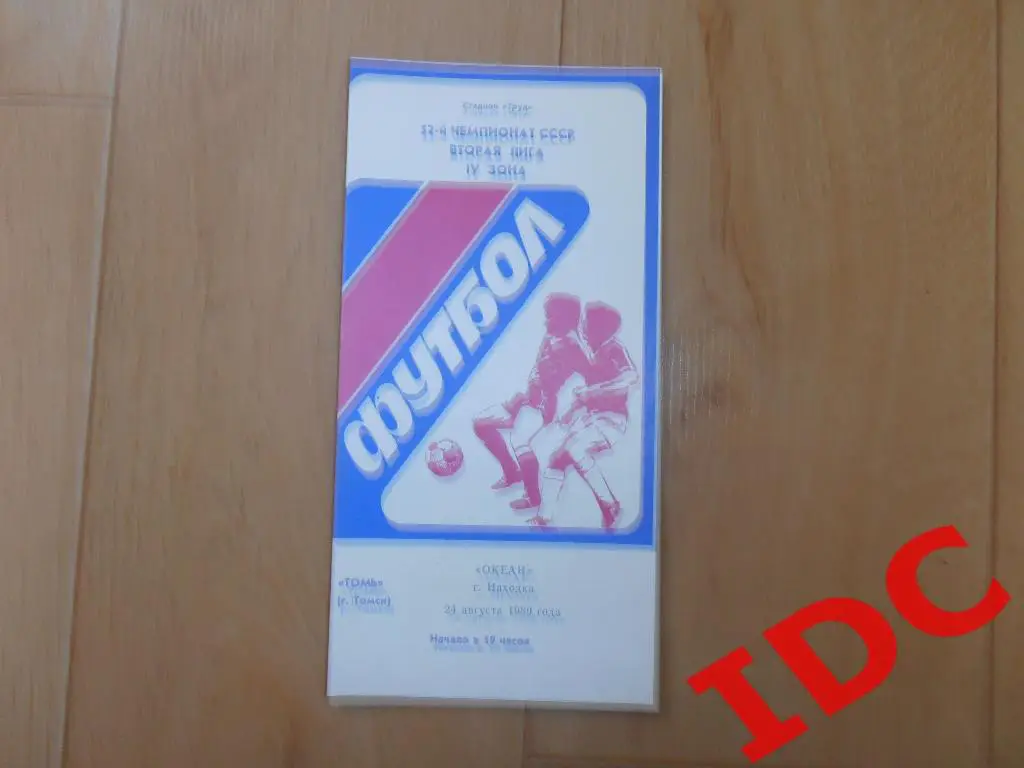 Стадион «Труд»
52-й ЧЕМПИОНАТ СССР
ВТОРАЯ ЛИГА
IV ЗОНА
ФУТБОЛ
«ТОМЬ»
(г. Томск)
«ОКЕАН»
г. Находка
24 августа 1989 года
Начало в 19 часов
IDC